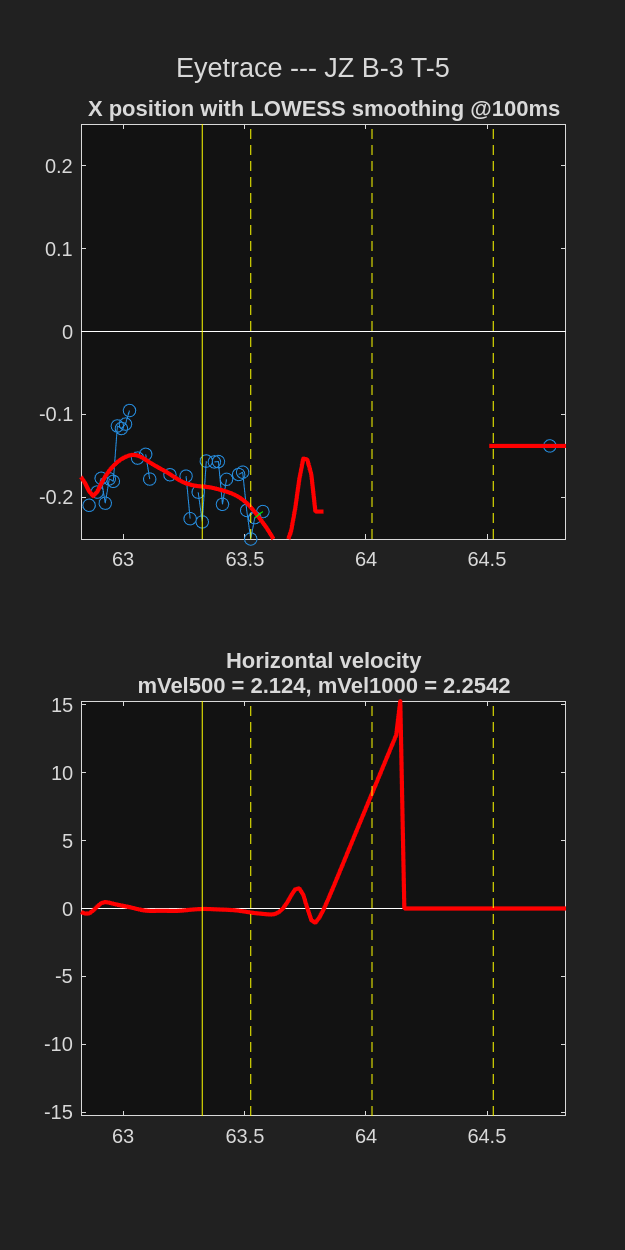 Eyetrace --- JZ B-3 T-5
X position with LOWESS smoothing @100ms
0.2
0.1
0
-0.1
-0.2
63 63.5 64 64.5
Horizontal velocity
mVel500 = 2.124, mVel1000 = 2.2542
15
10
5
0
-5
-10
-15
63 63.5 64 64.5